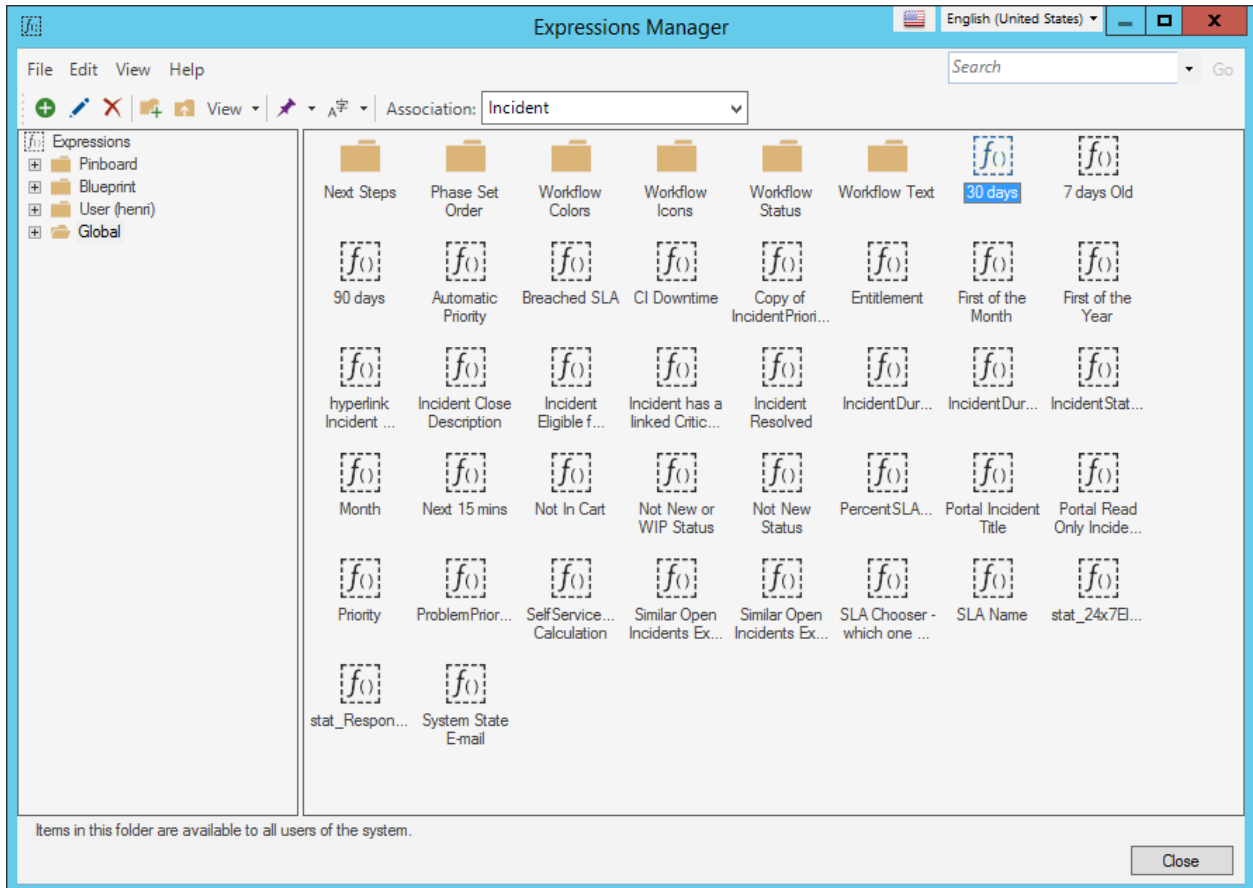 Expressions Manager
English (United States)
File Edit View Help
Search
Go
View
Association: Incident
Expressions
Pinboard
Blueprint
User (henri)
Global
Next Steps
Phase Set
Order
Workflow
Colors
Workflow
Icons
Workflow
Status
Workflow Text
30 days
7 days Old
90 days
Automatic
Priority
Breached SLA
CI Downtime
Copy of
IncidentPriori...
Entitlement
First of the
Month
First of the
Year
hyperlink
Incident ...
Incident Close
Description
Incident
Eligible f...
Incident has a
linked Critic...
Incident
Resolved
IncidentDur...
IncidentDur...
IncidentStat...
Month
Next 15 mins
Not In Cart
Not New or
WIP Status
Not New
Status
PercentSLA...
Portal Incident
Title
Portal Read
Only Incide...
Priority
ProblemPrior...
SelfService...
Calculation
Similar Open
Incidents Ex...
Similar Open
Incidents Ex...
SLA Chooser -
which one ...
SLA Name
stat_24x7El...
stat_Respon...
System State
E-mail
Items in this folder are available to all users of the system.
Close